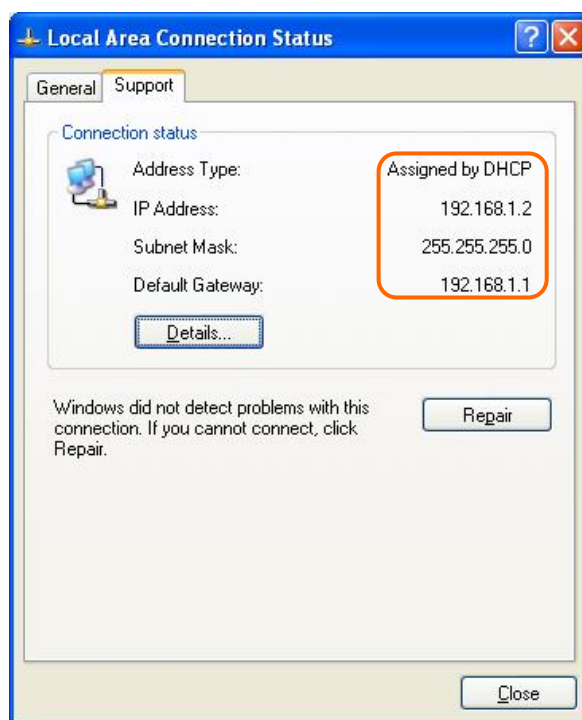 Local Area Connection Status
General Support
Connection status
Address Type: Assigned by DHCP
IP Address: 192.168.1.2
Subnet Mask: 255.255.255.0
Default Gateway: 192.168.1.1
Details...
Windows did not detect problems with this
connection. If you cannot connect, click
Repair.
Repair
Close